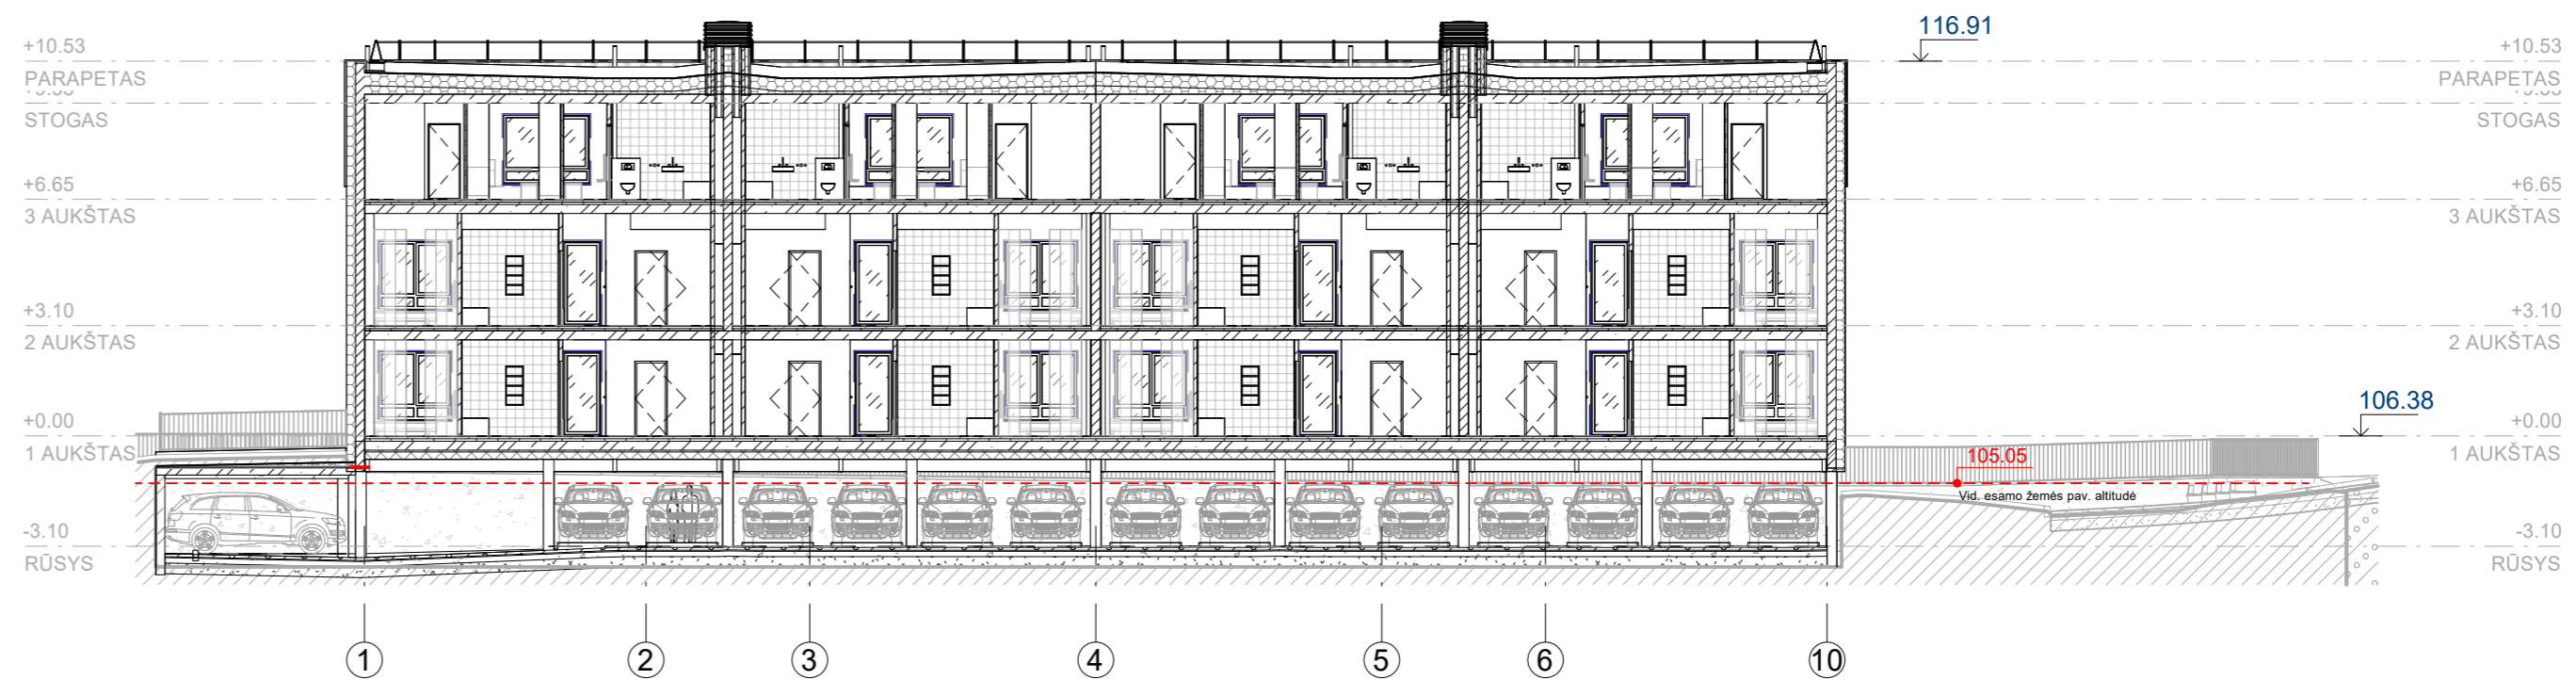 116.91
+10.53
+10.53
PARAPETAS
PARAPETAS
STOGAS
STOGAS
+6.65
+6.65
3 AUKŠTAS
3 AUKŠTAS
+3.10
+3.10
2 AUKŠTAS
2 AUKŠTAS
106.38
+0.00
+0.00
1 AUKŠTAS
1 AUKŠTAS
105.05
Vid. esamo žemės pav. altitudė
-3.10
-3.10
RŪSYS
RŪSYS
1 2 3 4 5 6 10